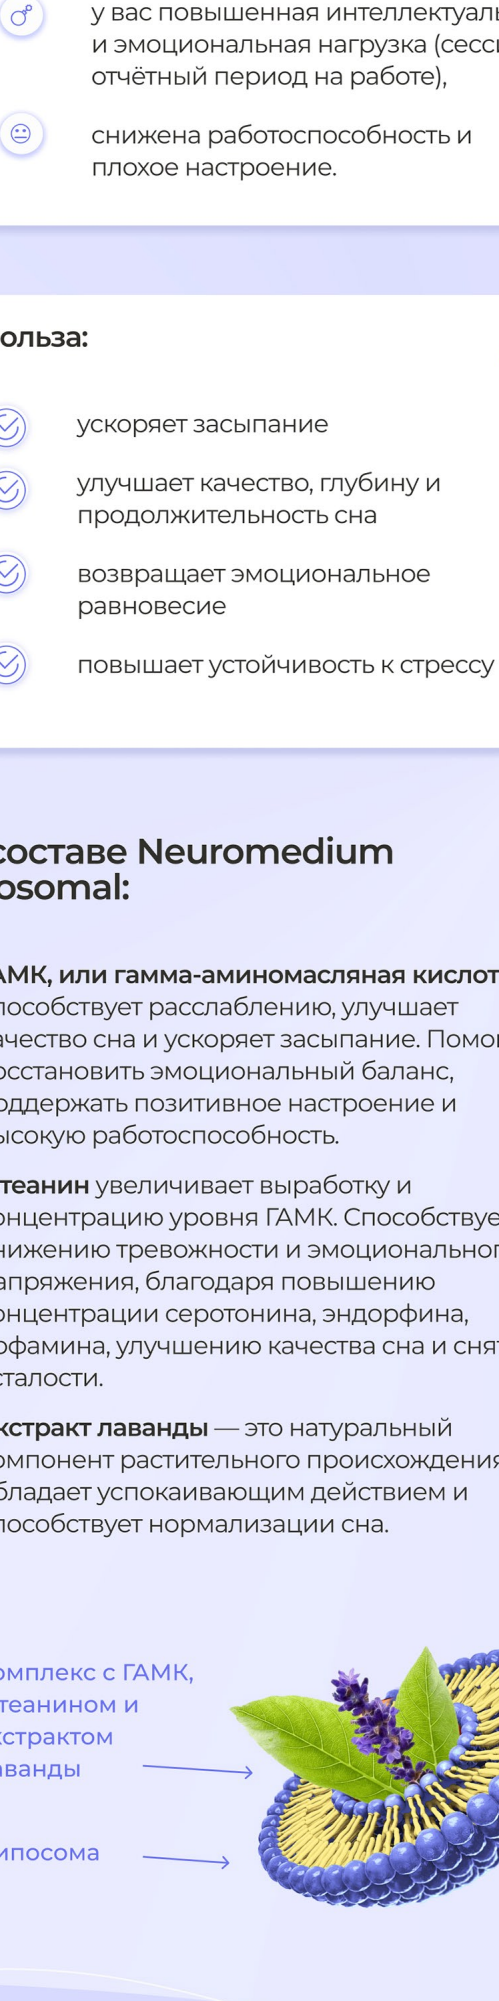 у вас повышенная интеллектуаль
и эмоциональная нагрузка (сесси
отчётный период на работе),
снижена работоспособность и
плохое настроение.
ольза:
ускоряет засыпание
улучшает качество, глубину и
продолжительность сна
возвращает эмоциональное
равновесие
повышает устойчивость к стрессу
составе Neuromedium
osomal:
АМК, или гамма-аминомасляная кислот
пособствует расслаблению, улучшает
ачество сна и ускоряет засыпание. Помог
осстановить эмоциональный баланс,
оддержать позитивное настроение и
ысокую работоспособность.
теанин увеличивает выработку и
онцентрацию уровня ГАМК. Способствуе
нижению тревожности и эмоциональног
апряжения, благодаря повышению
онцентрации серотонина, эндорфина,
офамина, улучшению качества сна и снят
сталости.
кстракт лаванды — это натуральный
омпонент растительного происхождения
бладает успокаивающим действием и
пособствует нормализации сна.
омплекс с ГАМК,
теанином и
кстрактом
аванды
ипосома